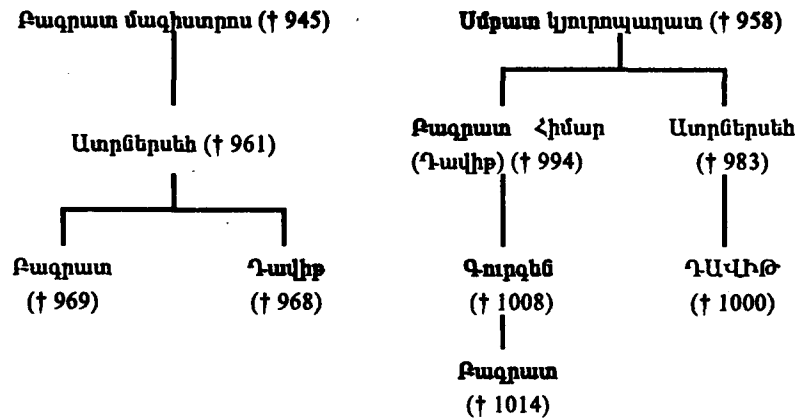 Բագրատ մագիստրոս († 945)
Սմբատ կյուրոպաղատ († 958)
Ատրներսեհ († 961)
Բագրատ Հիմար
(Դավիթ) († 994)
Ատրներսեհ
(† 983)
Բագրատ
(† 969)
Դավիթ
(† 968)
Գուրգեն
(† 1008)
ԴԱՎԻԹ
(† 1000)
Բագրատ
(† 1014)